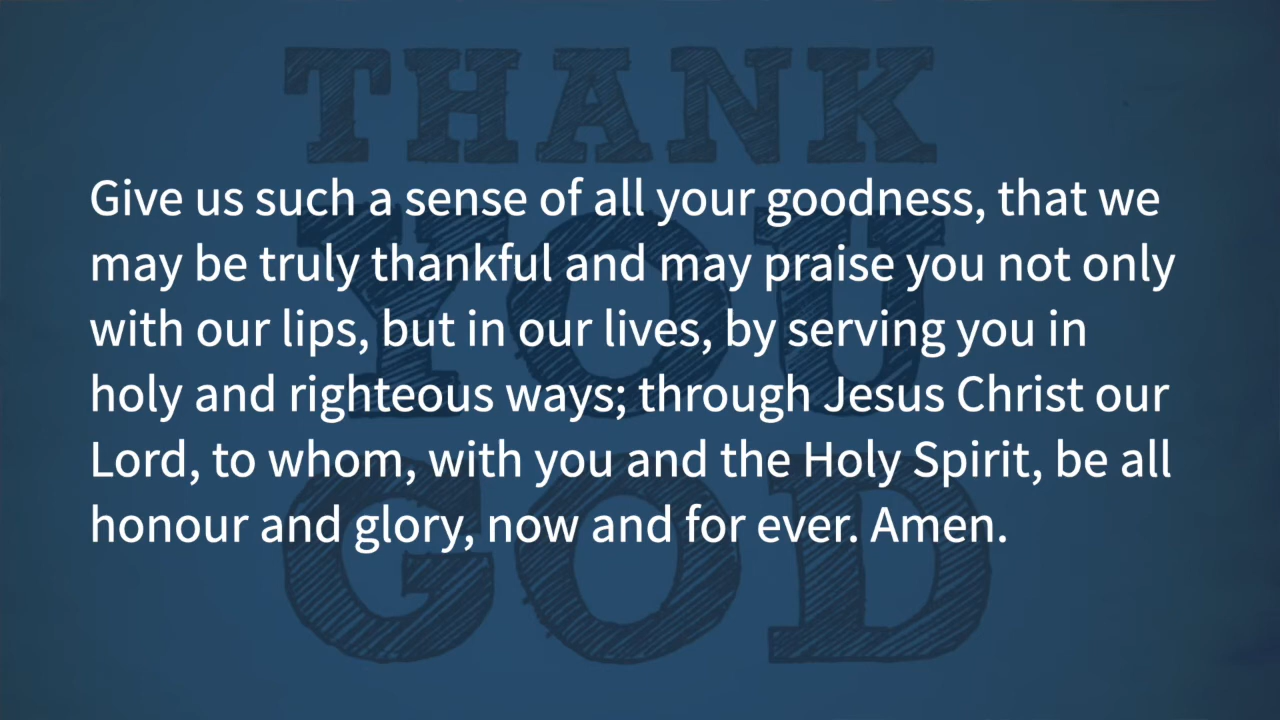 THANK
YOU
GOD
Give us such a sense of all your goodness, that we
may be truly thankful and may praise you not only
with our lips, but in our lives, by serving you in
holy and righteous ways; through Jesus Christ our
Lord, to whom, with you and the Holy Spirit, be all
honour and glory, now and for ever. Amen.